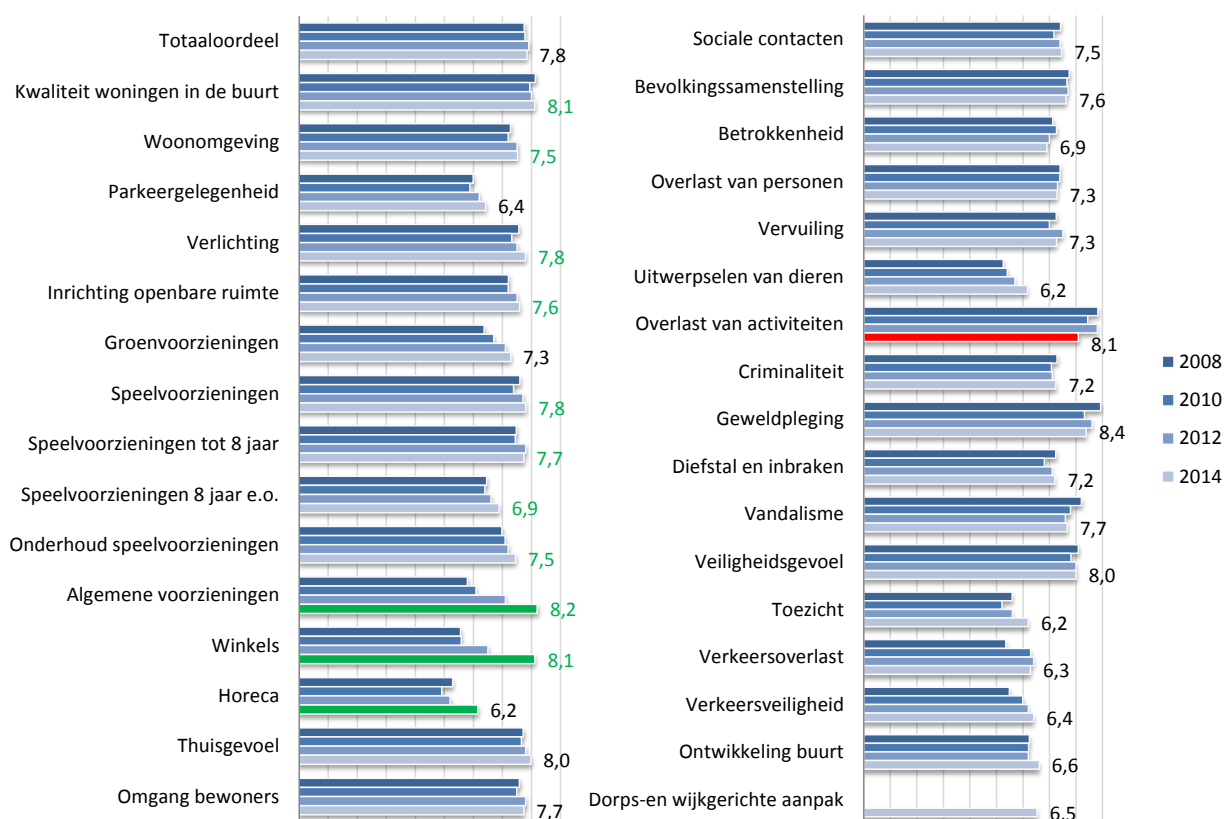 Totaaloordeel 7,8
Kwaliteit woningen in de buurt 8,1
Woonomgeving 7,5
Parkeergelegenheid 6,4
Verlichting 7,8
Inrichting openbare ruimte 7,6
Groenvoorzieningen 7,3
Speelvoorzieningen 7,8
Speelvoorzieningen tot 8 jaar 7,7
Speelvoorzieningen 8 jaar e.o. 6,9
Onderhoud speelvoorzieningen 7,5
Algemene voorzieningen 8,2
Winkels 8,1
Horeca 6,2
Thuisgevoel 8,0
Omgang bewoners 7,7
Sociale contacten 7,5
Bevolkingssamenstelling 7,6
Betrokkenheid 6,9
Overlast van personen 7,3
Vervuiling 7,3
Uitwerpselen van dieren 6,2
Overlast van activiteiten 8,1
Criminaliteit 7,2
Geweldpleging 8,4
Diefstal en inbraken 7,2
Vandalisme 7,7
Veiligheidsgevoel 8,0
Toezicht 6,2
Verkeersoverlast 6,3
Verkeersveiligheid 6,4
Ontwikkeling buurt 6,6
Dorps-en wijkgerichte aanpak 6,5
2008
2010
2012
2014